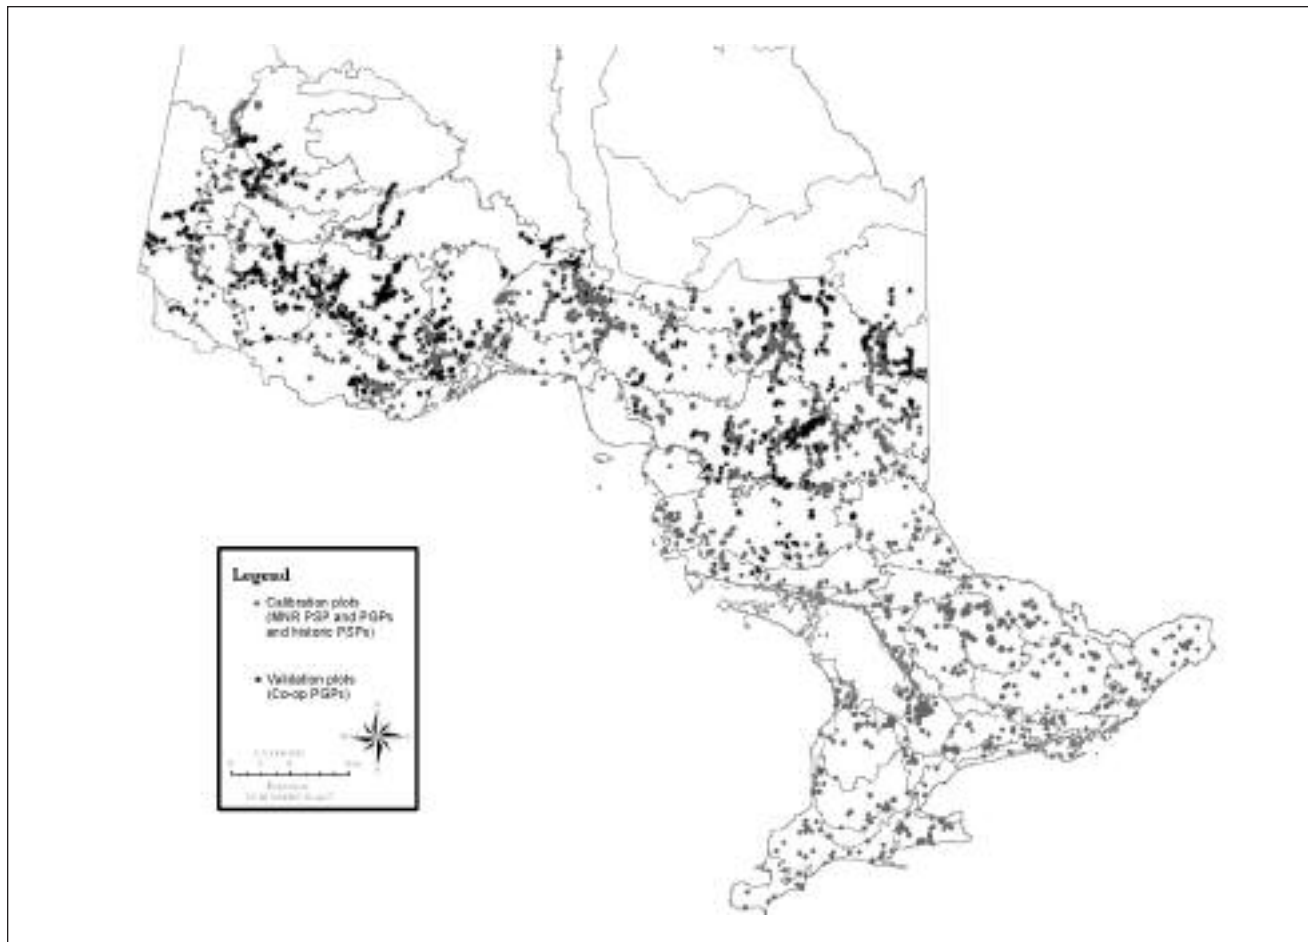 Legend
Calibration plots
(MNR PSP and PGPs
and historic PSPs)
Validation plots
(Co-op PGPs)